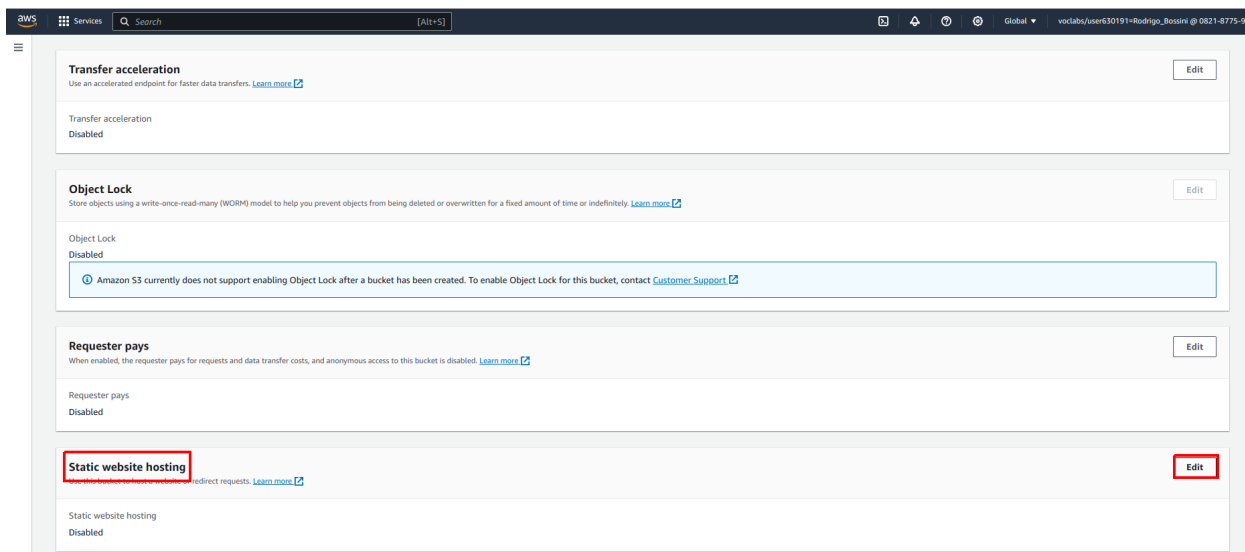 aws
Services
Search
[Alt+S]
Global
voclabs/user630191=Rodrigo_Bossini @ 0821-8775-9
Transfer acceleration
Edit
Use an accelerated endpoint for faster data transfers. Learn more
Transfer acceleration
Disabled
Object Lock
Edit
Store objects using a write-once-read-many (WORM) model to help you prevent objects from being deleted or overwritten for a fixed amount of time or indefinitely. Learn more
Object Lock
Disabled
Amazon S3 currently does not support enabling Object Lock after a bucket has been created. To enable Object Lock for this bucket, contact Customer Support
Requester pays
Edit
When enabled, the requester pays for requests and data transfer costs, and anonymous access to this bucket is disabled. Learn more
Requester pays
Disabled
Static website hosting
Edit
Use this bucket to host a website or redirect requests. Learn more
Static website hosting
Disabled